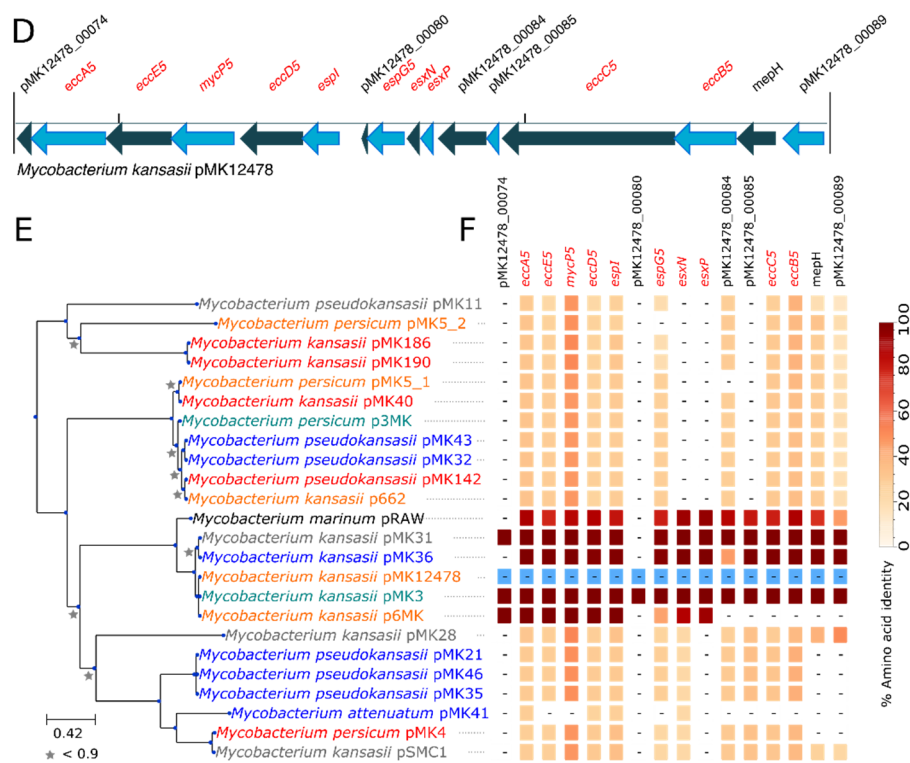 D
pMK12478_00074
eccA5
eccE5
mycP5
eccD5
espI
pMK12478_00080
espG5
esxN
esxP
pMK12478_00084
pMK12478_00085
eccC5
eccB5
mepH
pMK12478_00089
Mycobacterium kansasii pMK12478
E
F
pMK12478_00074
eccA5
eccE5
mycP5
eccD5
espI
pMK12478_00080
espG5
esxN
esxP
pMK12478_00084
pMK12478_00085
eccC5
eccB5
mepH
pMK12478_00089
Mycobacterium pseudokansasii pMK11
Mycobacterium persicum pMK5_2
Mycobacterium kansasii pMK186
Mycobacterium kansasii pMK190
Mycobacterium persicum pMK5_1
Mycobacterium kansasii pMK40
Mycobacterium persicum p3MK
Mycobacterium pseudokansasii pMK43
Mycobacterium pseudokansasii pMK32
Mycobacterium pseudokansasii pMK142
Mycobacterium kansasii p662
Mycobacterium marinum pRAW
Mycobacterium kansasii pMK31
Mycobacterium kansasii pMK36
Mycobacterium kansasii pMK12478
Mycobacterium kansasii pMK3
Mycobacterium kansasii p6MK
Mycobacterium kansasii pMK28
Mycobacterium pseudokansasii pMK21
Mycobacterium pseudokansasii pMK46
Mycobacterium pseudokansasii pMK35
Mycobacterium attenuatum pMK41
Mycobacterium persicum pMK4
Mycobacterium kansasii pSMC1
0.42
< 0.9
100
80
60
40
20
0
% Amino acid identity